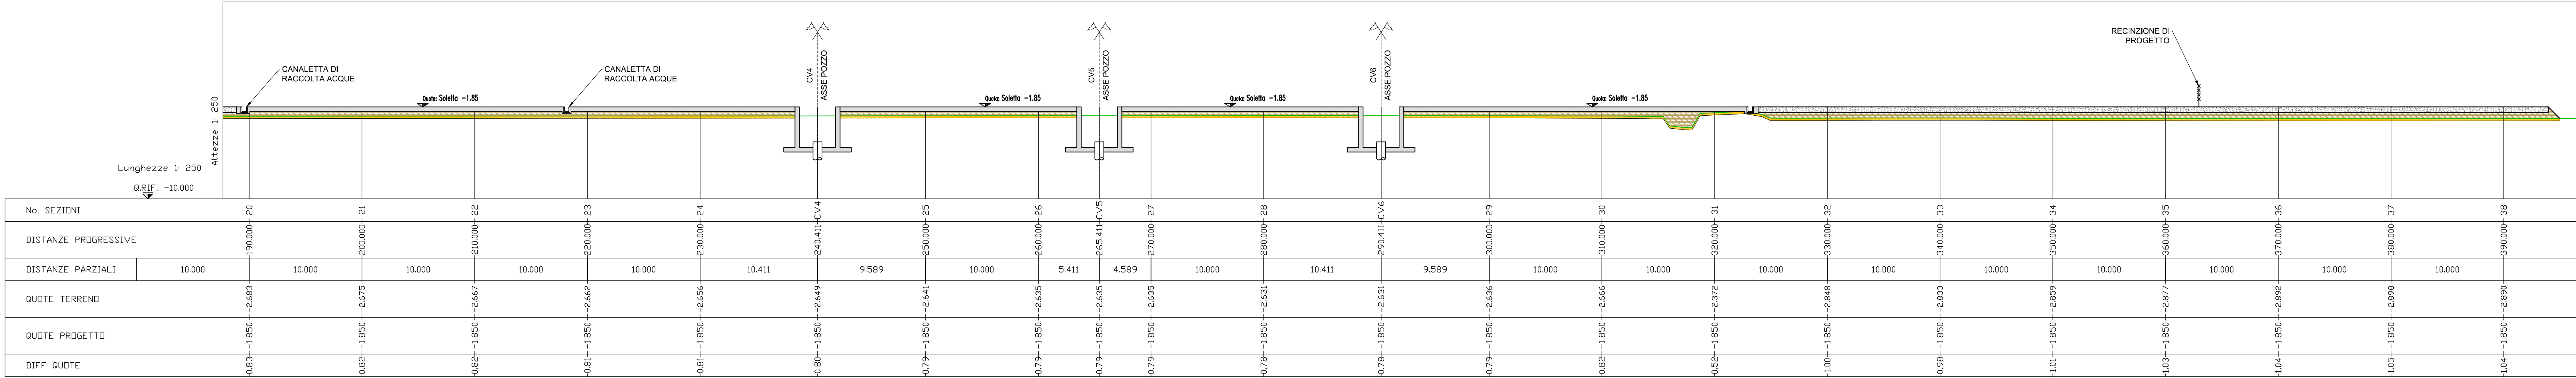 CANALETTA DI
RACCOLTA ACQUE
Quota: Soletta -1.85
CANALETTA DI
RACCOLTA ACQUE
CV4
ASSE POZZO
Quota: Soletta -1.85
CV5
ASSE POZZO
Quota: Soletta -1.85
CV6
ASSE POZZO
Quota: Soletta -1.85
RECINZIONE DI
PROGETTO
Altezze 1: 250
Lunghezze 1: 250
Q.RIF. -10.000
No. SEZIONI 20 21 22 23 24 CV4 25 26 CV5 27 28 CV6 29 30 31 32 33 34 35 36 37 38
DISTANZE PROGRESSIVE 190.000 200.000 210.000 220.000 230.000 240.411 250.000 260.000 265.411 270.000 280.000 290.411 300.000 310.000 320.000 330.000 340.000 350.000 360.000 370.000 380.000 390.000
DISTANZE PARZIALI 10.000 10.000 10.000 10.000 10.000 10.411 9.589 10.000 5.411 4.589 10.000 10.411 9.589 10.000 10.000 10.000 10.000 10.000 10.000 10.000 10.000 10.000
QUOTE TERRENO -2.683 -2.675 -2.667 -2.662 -2.656 -2.649 -2.641 -2.635 -2.635 -2.635 -2.631 -2.631 -2.636 -2.666 -2.372 -2.848 -2.833 -2.859 -2.877 -2.892 -2.898 -2.890
QUOTE PROGETTO -1.850 -1.850 -1.850 -1.850 -1.850 -1.850 -1.850 -1.850 -1.850 -1.850 -1.850 -1.850 -1.850 -1.850 -1.850 -1.850 -1.850 -1.850 -1.850 -1.850 -1.850 -1.850
DIFF QUOTE -0.83 -0.82 -0.82 -0.81 -0.81 -0.80 -0.79 -0.79 -0.79 -0.79 -0.78 -0.78 -0.79 -0.82 -0.52 -1.00 -0.98 -1.01 -1.03 -1.04 -1.05 -1.04